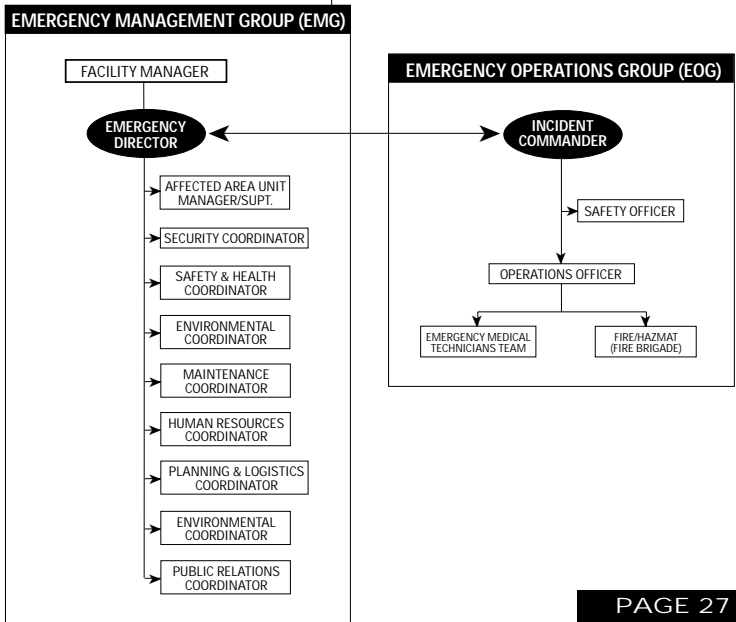 EMERGENCY MANAGEMENT GROUP (EMG)
FACILITY MANAGER
EMERGENCY
DIRECTOR
AFFECTED AREA UNIT
MANAGER/SUPT.
SECURITY COORDINATOR
SAFETY & HEALTH
COORDINATOR
ENVIRONMENTAL
COORDINATOR
MAINTENANCE
COORDINATOR
HUMAN RESOURCES
COORDINATOR
PLANNING & LOGISTICS
COORDINATOR
ENVIRONMENTAL
COORDINATOR
PUBLIC RELATIONS
COORDINATOR
EMERGENCY OPERATIONS GROUP (EOG)
INCIDENT
COMMANDER
SAFETY OFFICER
OPERATIONS OFFICER
EMERGENCY MEDICAL
TECHNICIANS TEAM
FIRE/HAZMAT
(FIRE BRIGADE)
PAGE 27